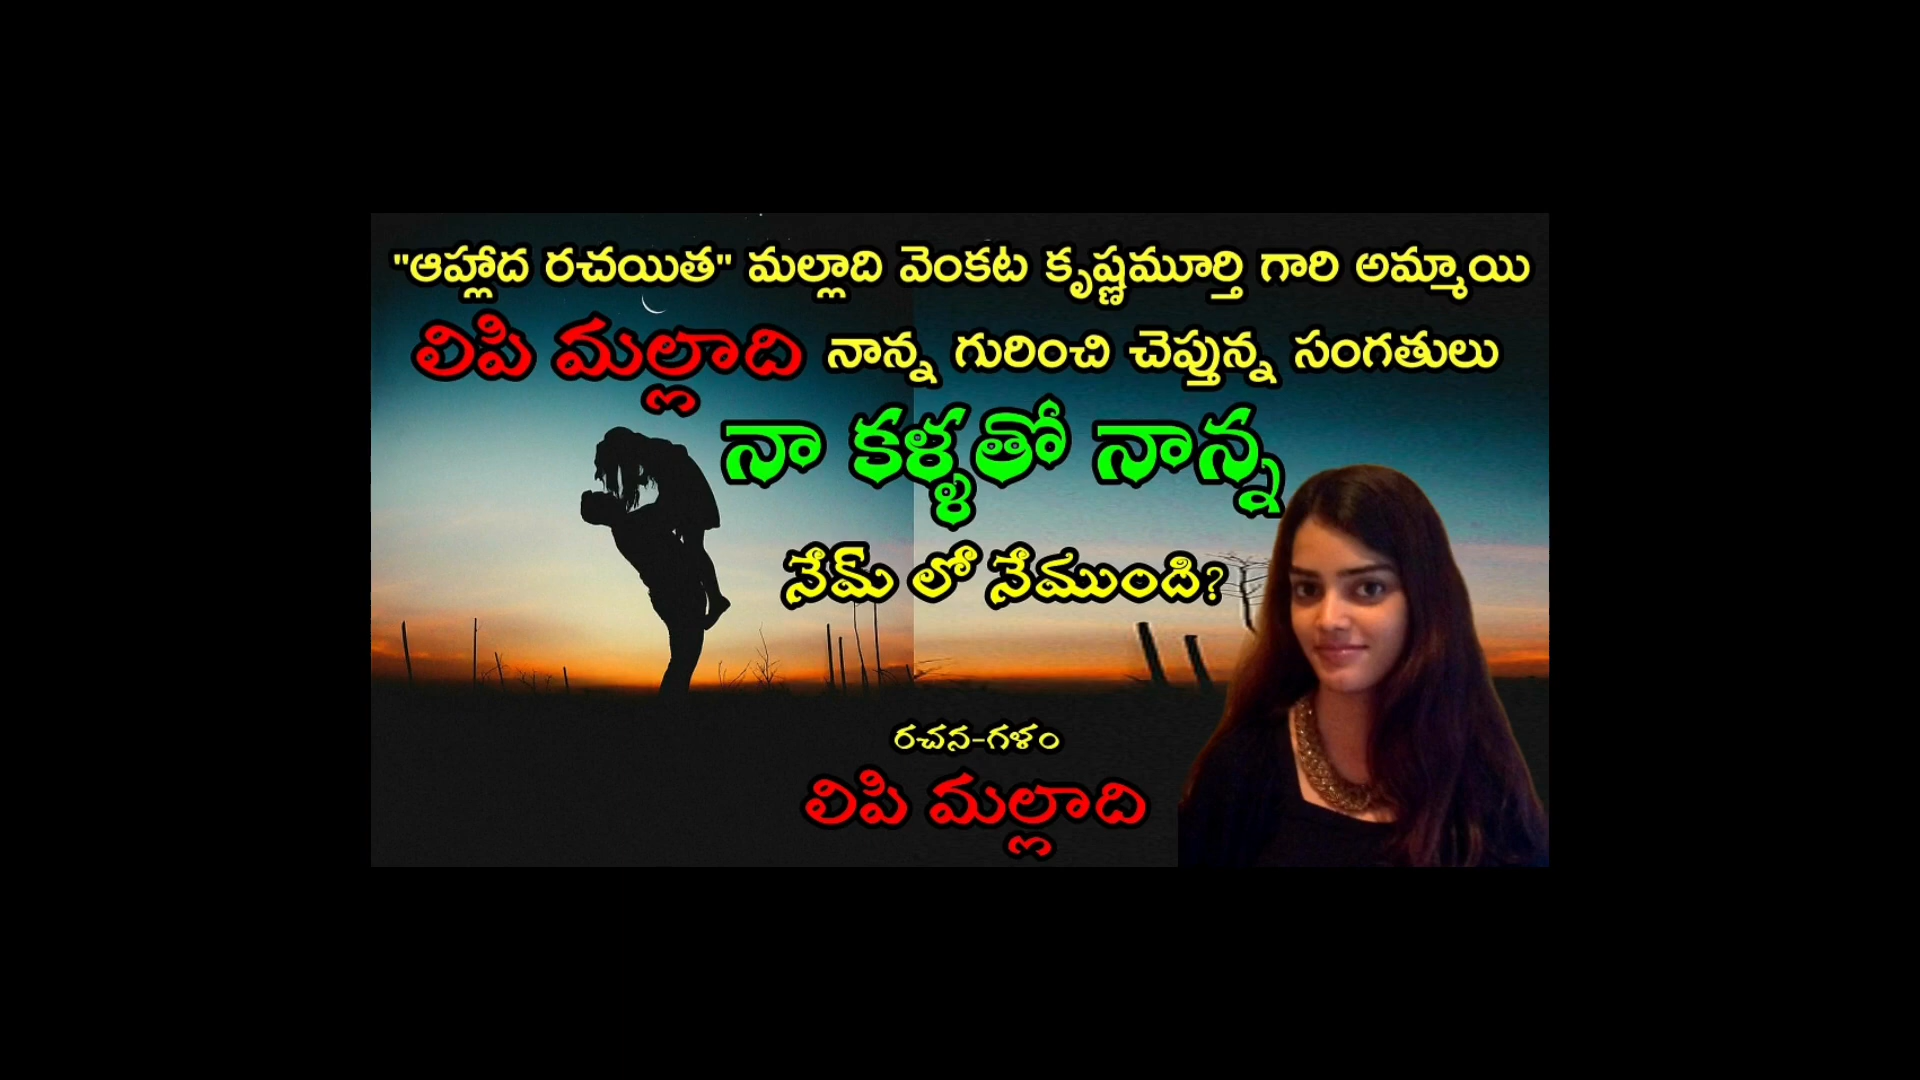 "ఆహ్లాద రచయిత" మల్లాది వెంకట కృష్ణమూర్తి గారి అమ్మాయి
లిపి మల్లాది నాన్న గురించి చెప్తున్న సంగతులు
నా కళ్ళతో నాన్న
నేమ్ లో నేముంది?
రచన-గళం
లిపి మల్లాది